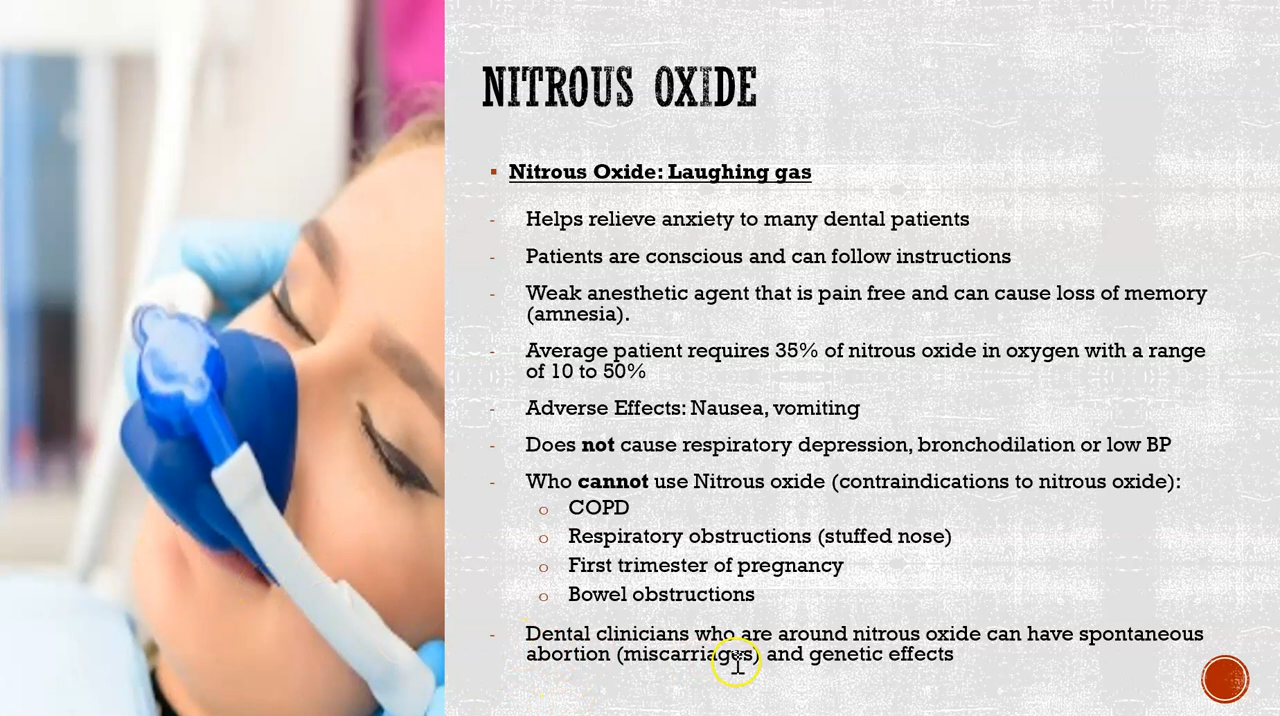 NITROUS OXIDE
Nitrous Oxide: Laughing gas
- Helps relieve anxiety to many dental patients
- Patients are conscious and can follow instructions
- Weak anesthetic agent that is pain free and can cause loss of memory
(amnesia).
- Average patient requires 35% of nitrous oxide in oxygen with a range
of 10 to 50%
- Adverse Effects: Nausea, vomiting
- Does not cause respiratory depression, bronchodilation or low BP
- Who cannot use Nitrous oxide (contraindications to nitrous oxide):
o COPD
o Respiratory obstructions (stuffed nose)
o First trimester of pregnancy
o Bowel obstructions
- Dental clinicians who are around nitrous oxide can have spontaneous
abortion (miscarriages) and genetic effects